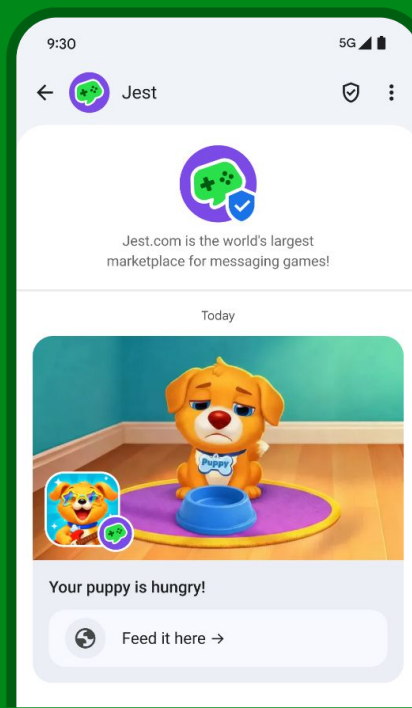 9:30 5G
Jest
Jest.com is the world's largest
marketplace for messaging games!
Today
Puppy
Your puppy is hungry!
Feed it here →